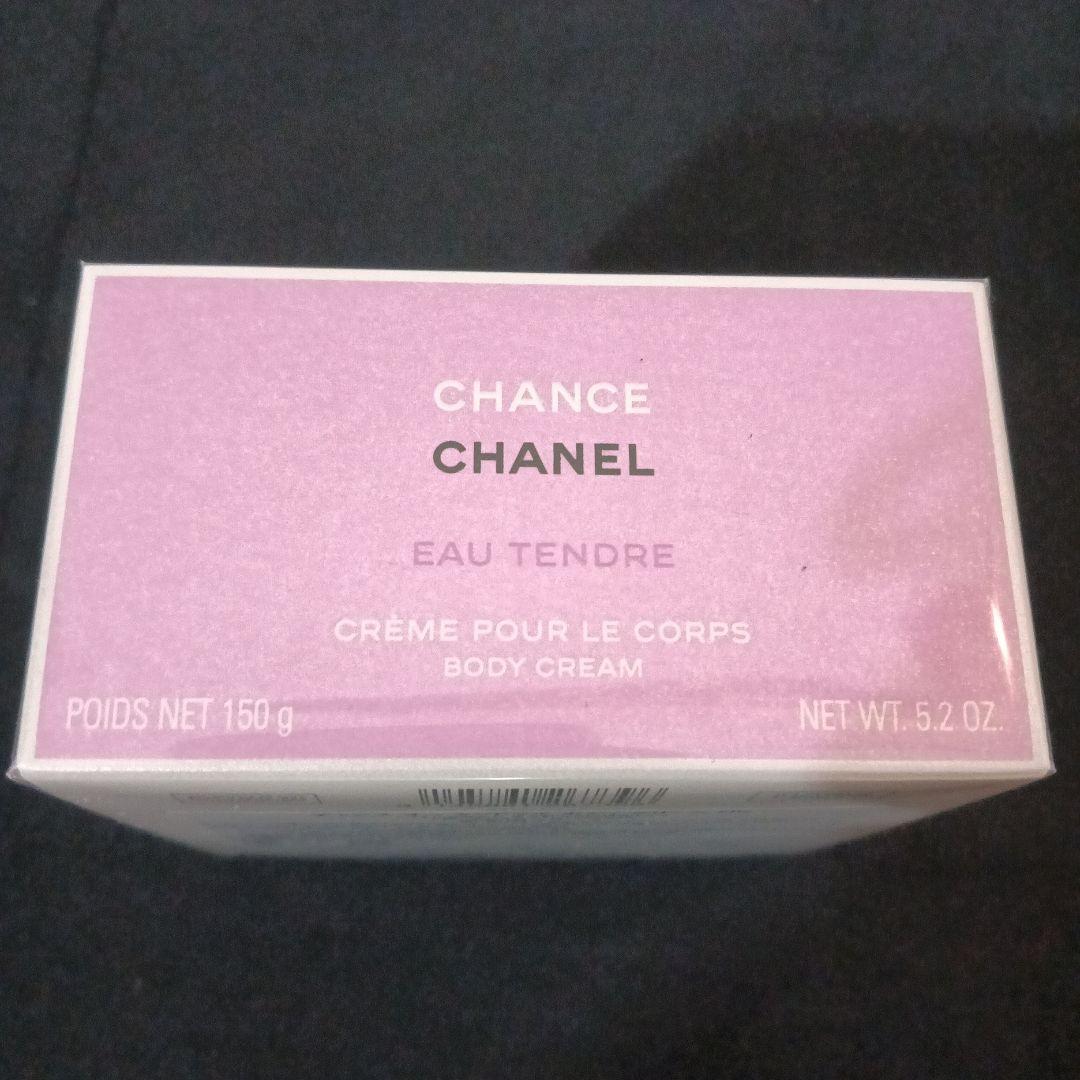 CHANCE
CHANEL
EAU TENDRE
CRÈME POUR LE CORPS
BODY CREAM
POIDS NET 150 g
NET WT. 5.2 OZ.